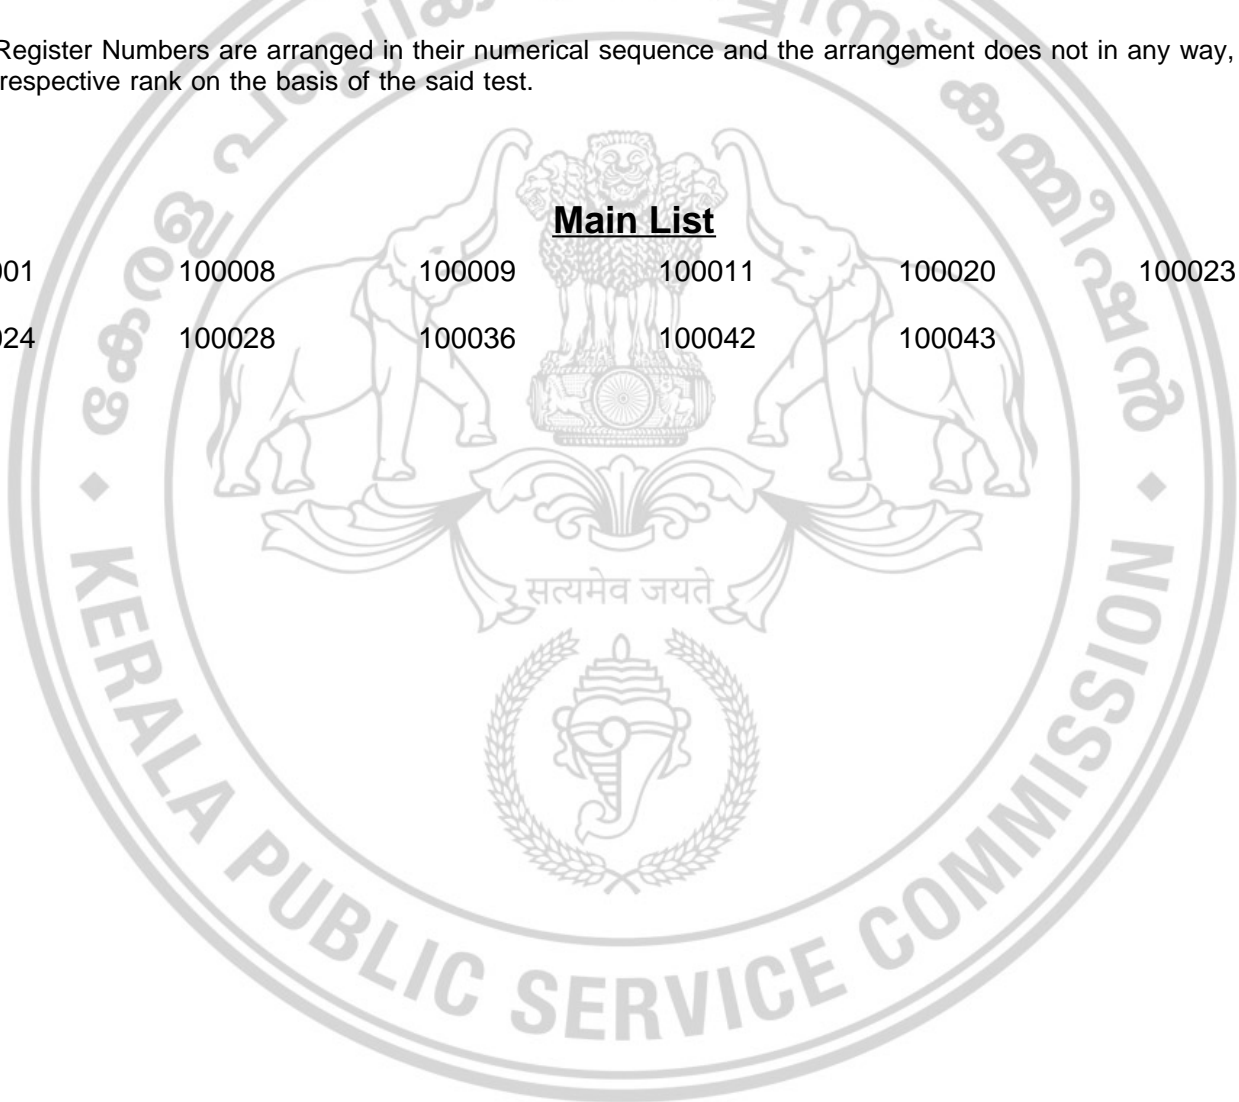 Register Numbers are arranged in their numerical sequence and the arrangement does not in any way,
respective rank on the basis of the said test.
Main List
001 100008 100009 100011 100020 100023
024 100028 100036 100042 100043
सत्यमेव जयते
KERALA PUBLIC SERVICE COMMISSION